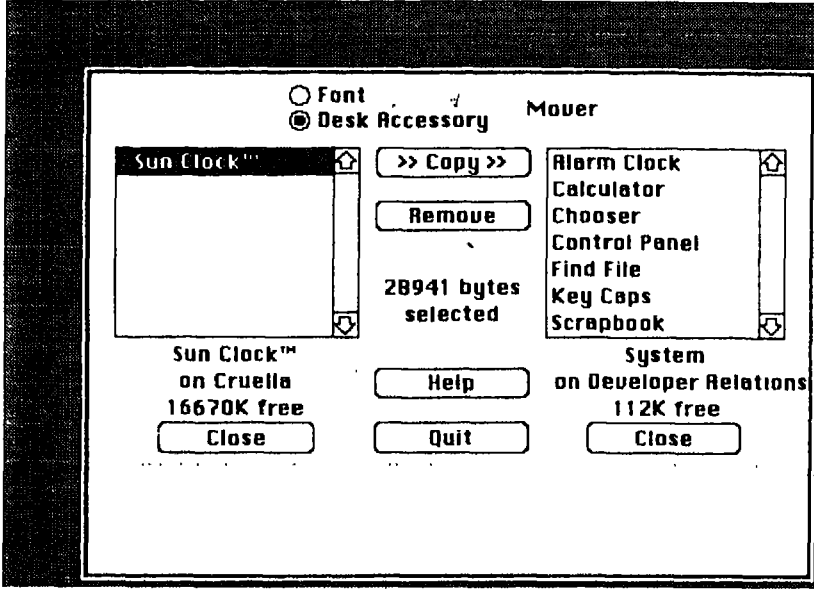 Font
Desk Accessory
Mover
Sun Clock™
>> Copy >>
Remove
28941 bytes
selected
Alarm Clock
Calculator
Chooser
Control Panel
Find File
Key Caps
Scrapbook
Sun Clock™
on Cruella
16670K free
Close
Help
Quit
System
on Developer Relations
112K free
Close